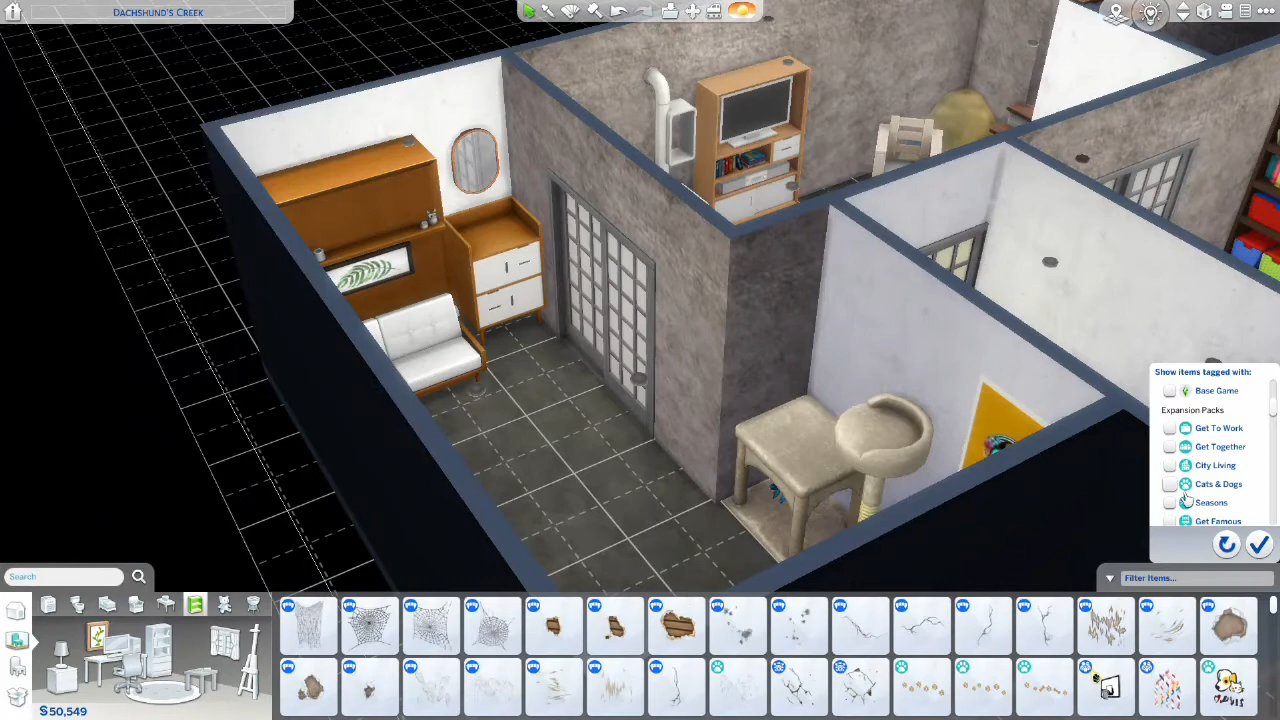 DACHSHUND'S CREEK
Show items tagged with:
Base Game
Expansion Packs
Get To Work
Get Together
City Living
Cats & Dogs
Seasons
Get Famous
Search
Filter Items...
§50,549